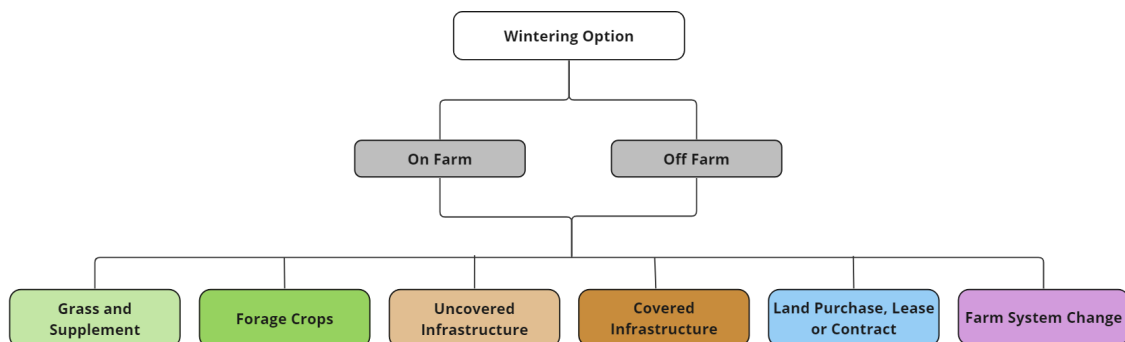 Wintering Option
On Farm
Off Farm
Grass and
Supplement
Forage Crops
Uncovered
Infrastructure
Covered
Infrastructure
Land Purchase, Lease
or Contract
Farm System Change